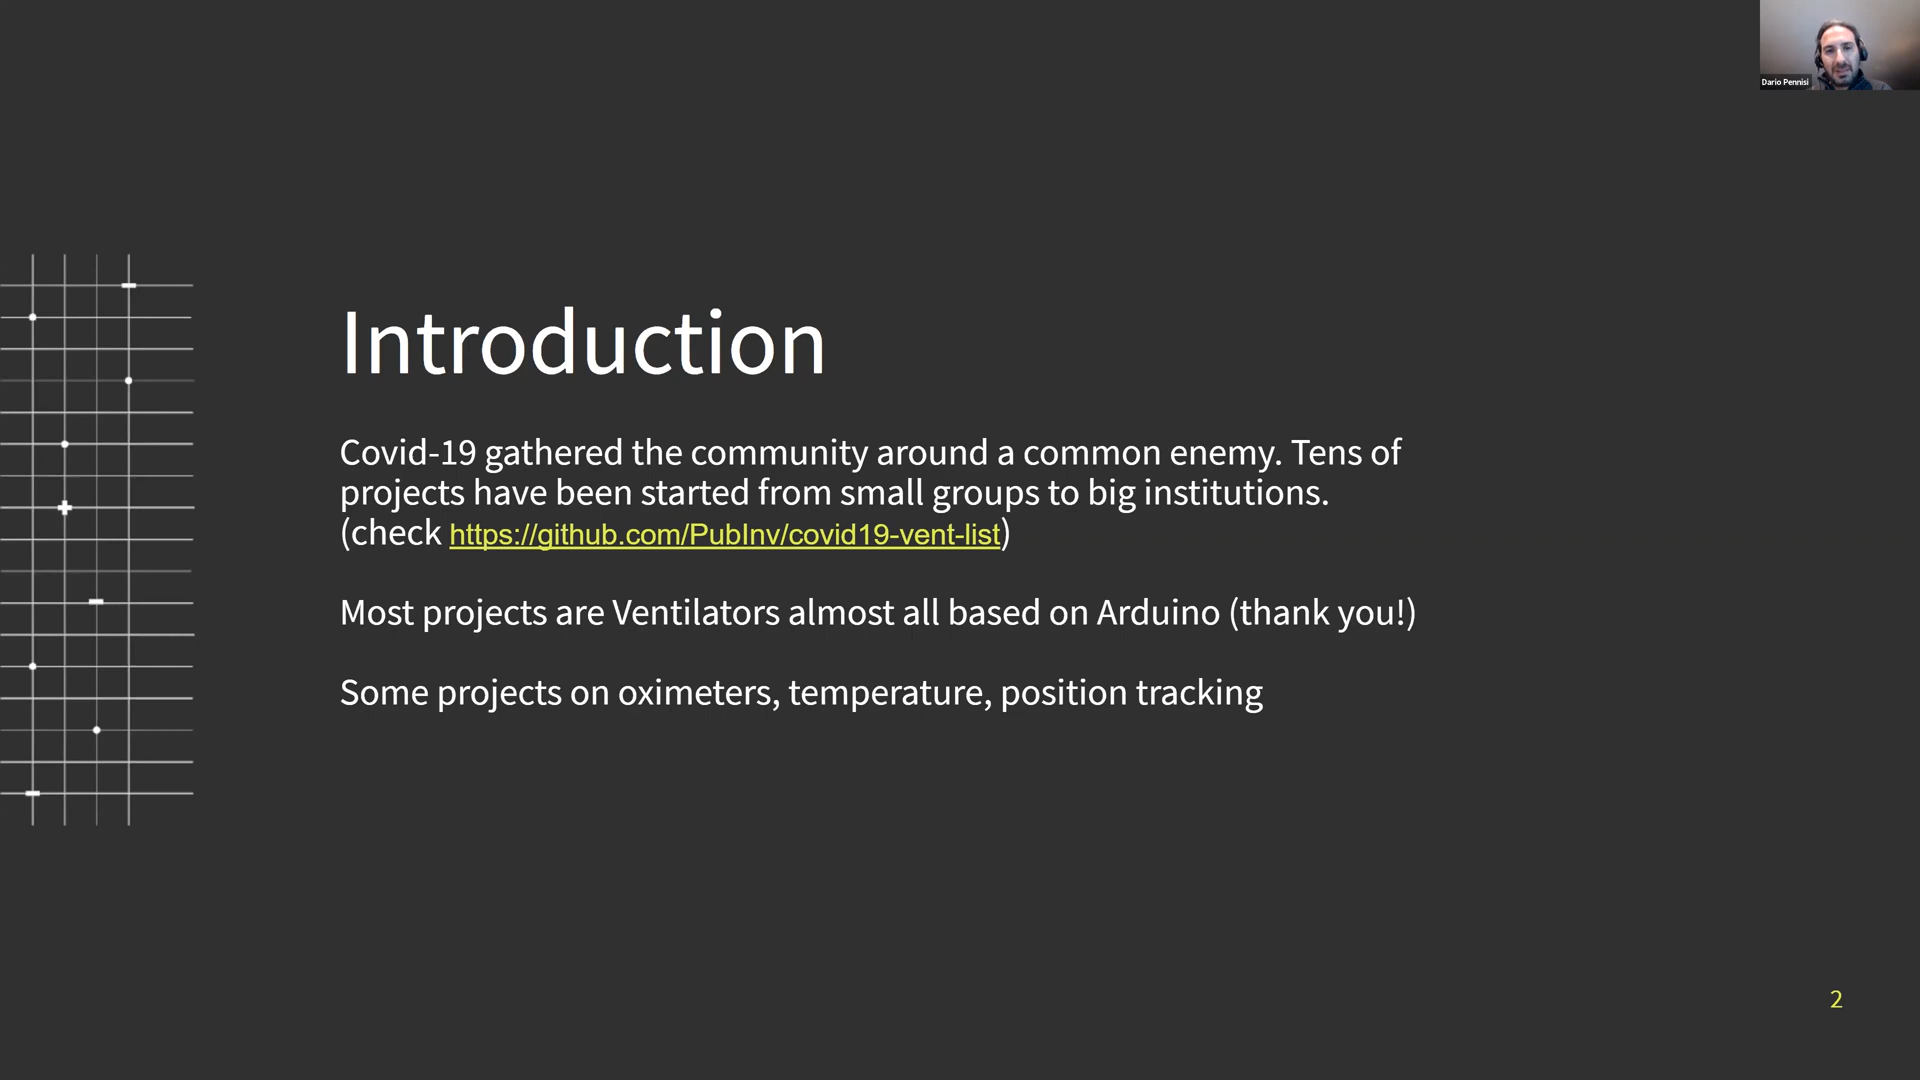 Dario Pennisi
Introduction
Covid-19 gathered the community around a common enemy. Tens of
projects have been started from small groups to big institutions.
(check https://github.com/PubInv/covid19-vent-list)
Most projects are Ventilators almost all based on Arduino (thank you!)
Some projects on oximeters, temperature, position tracking
2